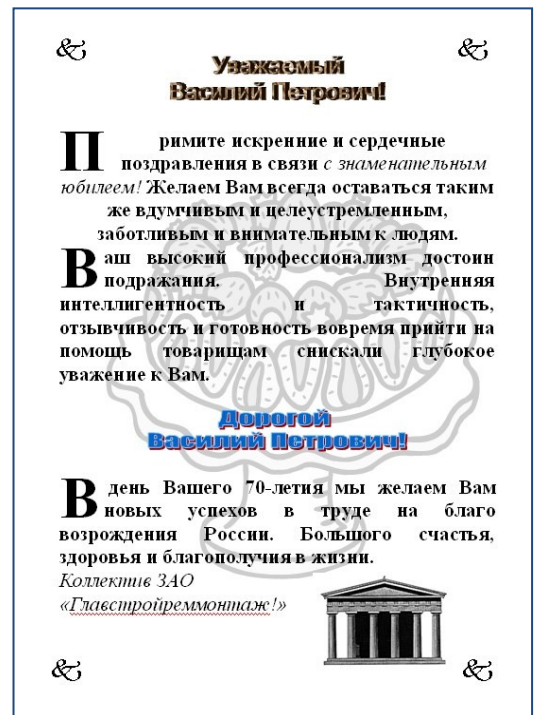 Уважаемый
Василий Петрович!
Примите искренние и сердечные
поздравления в связи с знаменательным
юбилеем! Желаем Вам всегда оставаться таким
же вдумчивым и целеустремленным,
заботливым и внимательным к людям.
Ваш высокий профессионализм достоин
подражания. Внутренняя
интеллигентность и тактичность,
отзывчивость и готовность вовремя прийти на
помощь товарищам снискали глубокое
уважение к Вам.
Дорогой
Василий Петрович!
В день Вашего 70-летия мы желаем Вам
новых успехов в труде на благо
возрождения России. Большого счастья,
здоровья и благополучия в жизни.
Коллектив ЗАО
«Главстройреммонтаж!»